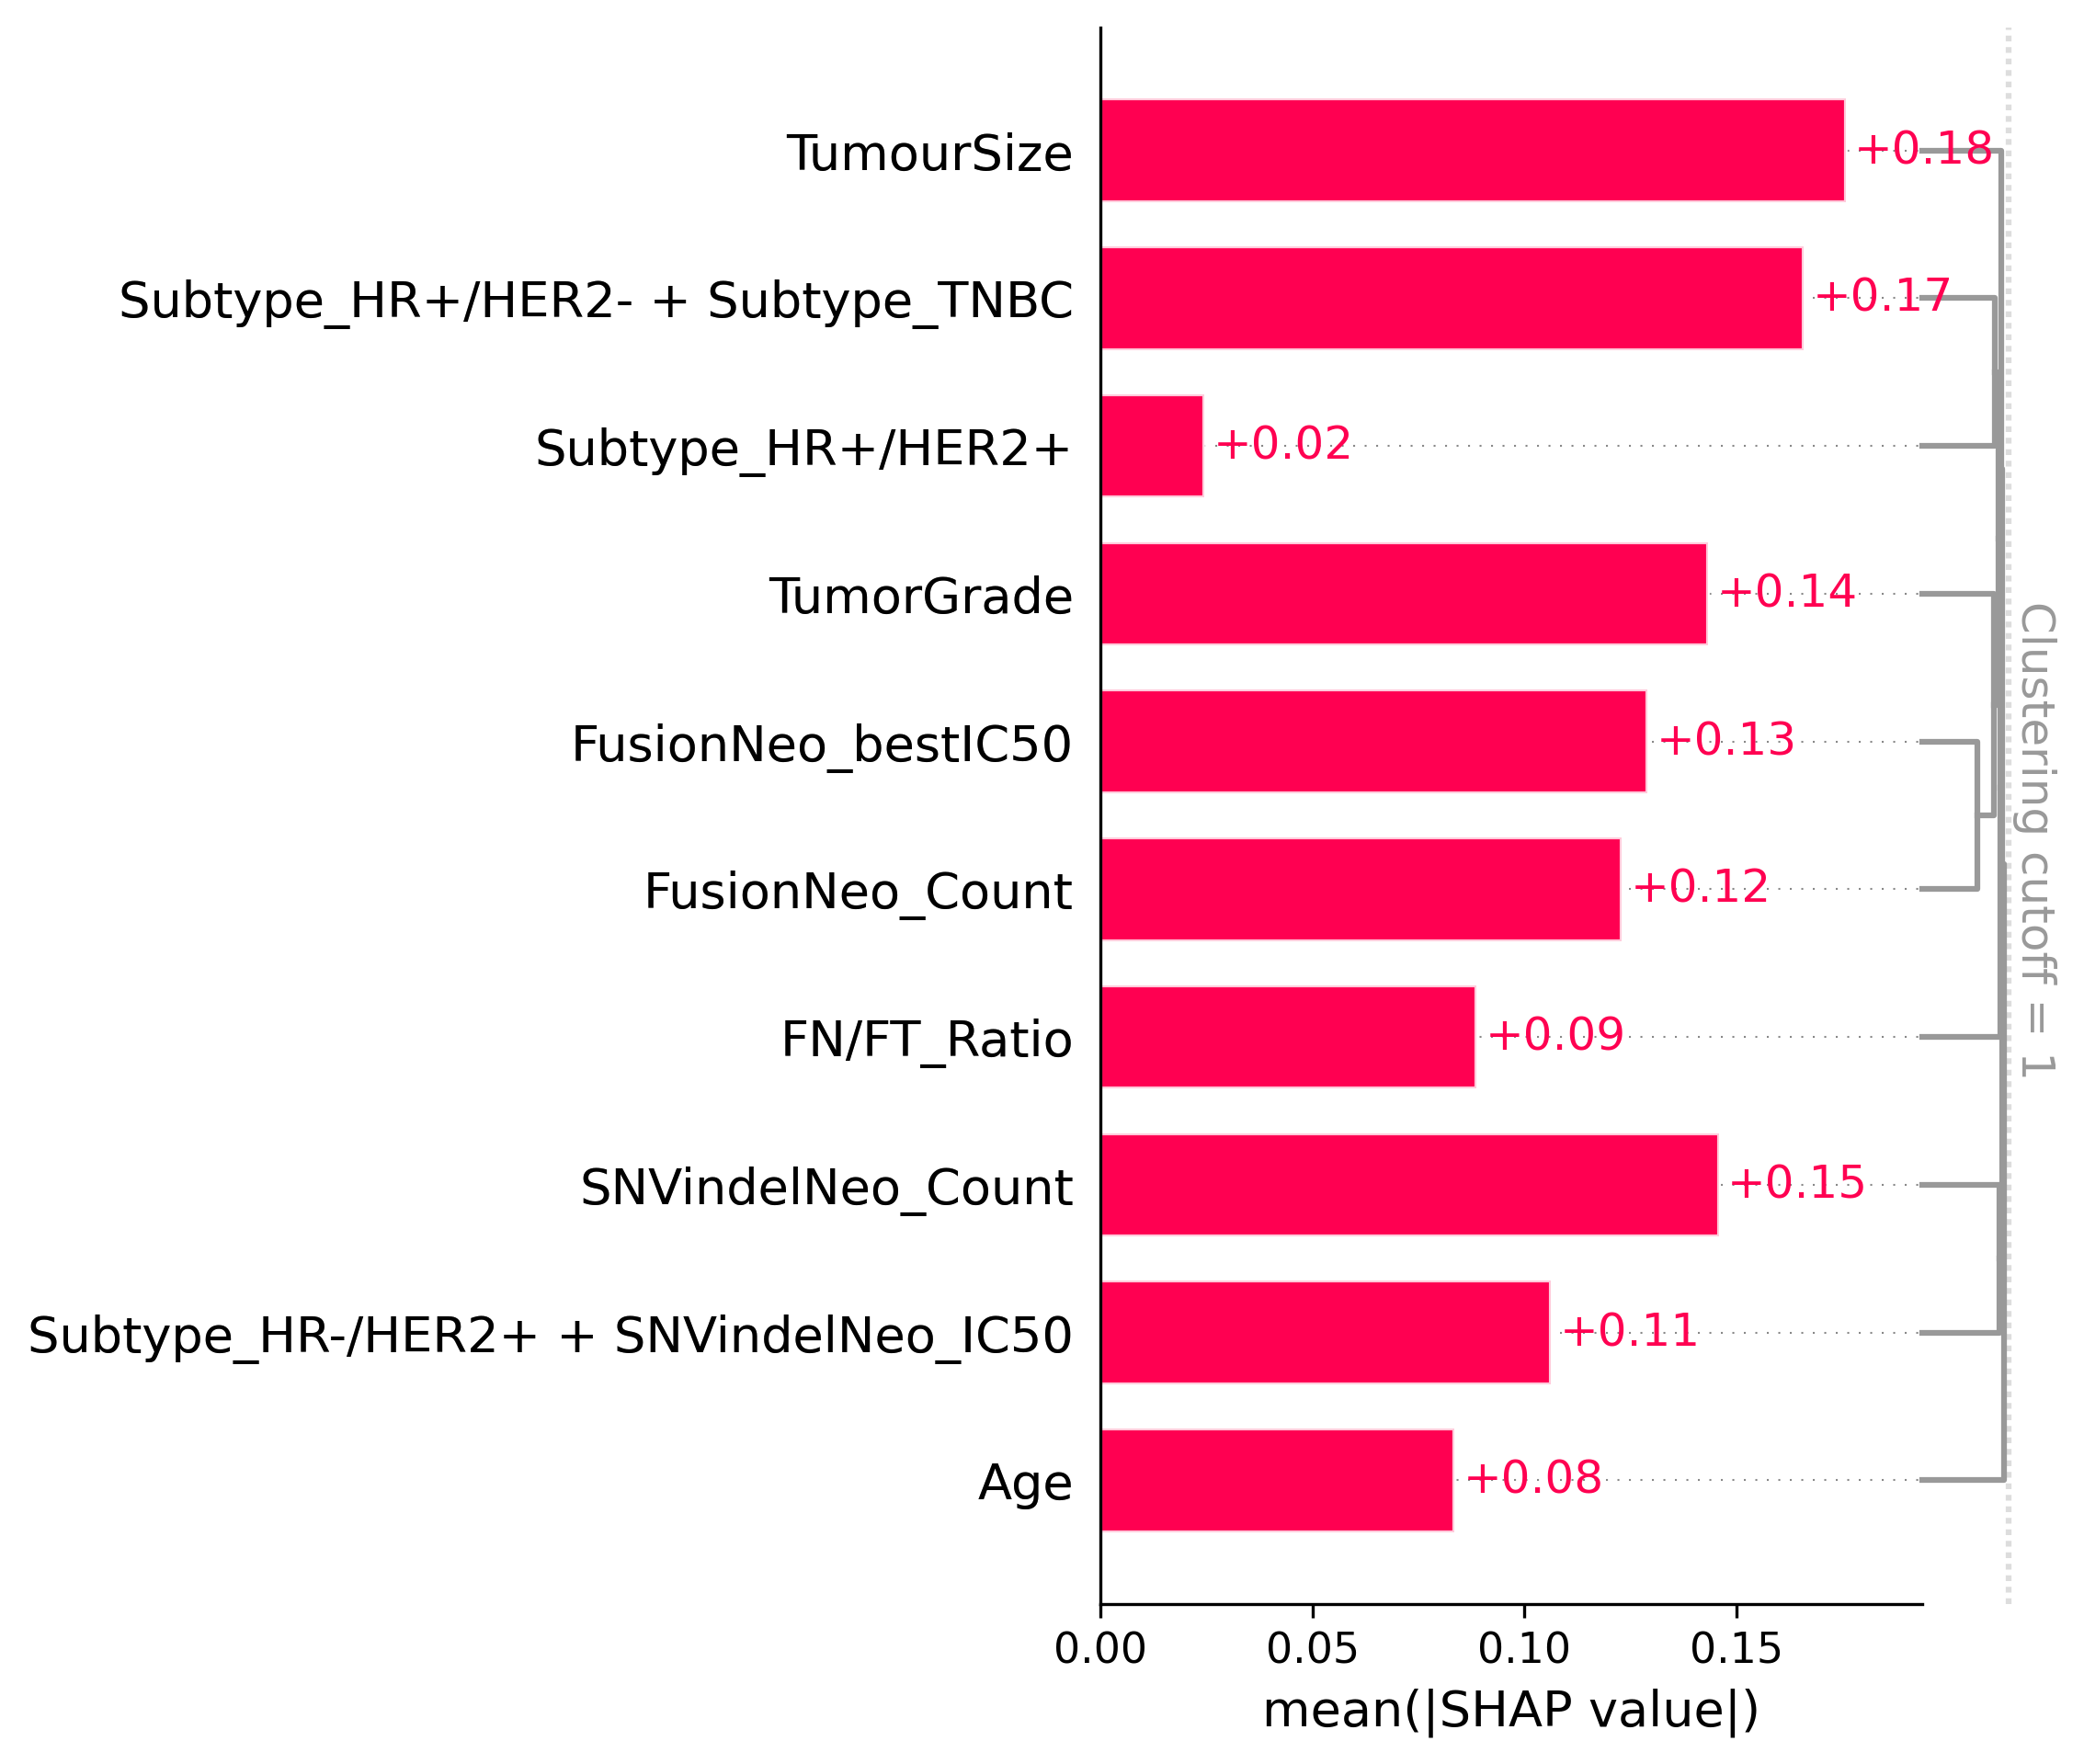 TumourSize +0.18
Subtype_HR+/HER2- + Subtype_TNBC +0.17
Subtype_HR+/HER2+ +0.02
TumorGrade +0.14
FusionNeo_bestIC50 +0.13
FusionNeo_Count +0.12
FN/FT_Ratio +0.09
SNVindelNeo_Count +0.15
Subtype_HR-/HER2+ + SNVindelNeo_IC50 +0.11
Age +0.08
Clustering cutoff = 1
0.00 0.05 0.10 0.15
mean(|SHAP value|)